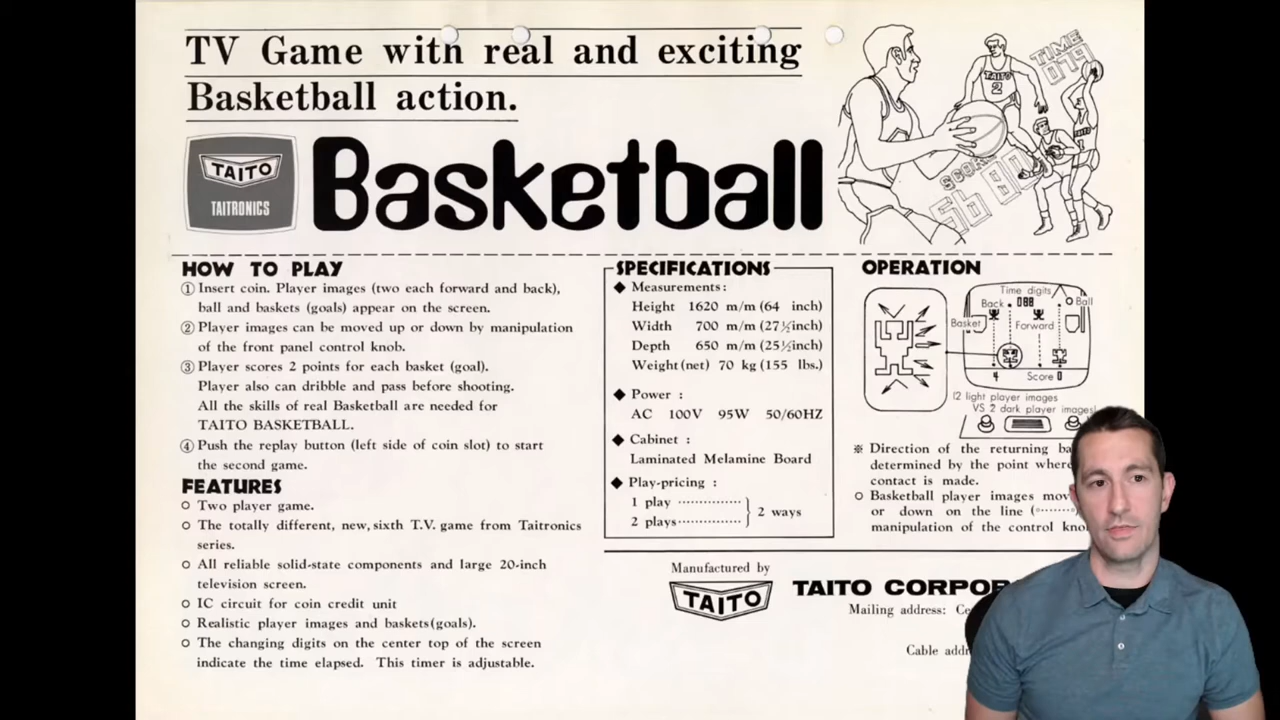 TV Game with real and exciting
Basketball action.
TAITO
TAITRONICS
Basketball
TAITO
2
TIME
079
SCORE
56 80
HOW TO PLAY
① Insert coin. Player images (two each forward and back),
ball and baskets (goals) appear on the screen.
② Player images can be moved up or down by manipulation
of the front panel control knob.
③ Player scores 2 points for each basket (goal).
Player also can dribble and pass before shooting.
All the skills of real Basketball are needed for
TAITO BASKETBALL.
④ Push the replay button (left side of coin slot) to start
the second game.
FEATURES
○ Two player game.
○ The totally different, new, sixth T.V. game from Taitronics
series.
○ All reliable solid-state components and large 20-inch
television screen.
○ IC circuit for coin credit unit
○ Realistic player images and baskets (goals).
○ The changing digits on the center top of the screen
indicate the time elapsed. This timer is adjustable.
SPECIFICATIONS
◆ Measurements:
Height 1620 m/m (64 inch)
Width 700 m/m (27½inch)
Depth 650 m/m (25½inch)
Weight (net) 70 kg (155 lbs.)
◆ Power :
AC 100V 95W 50/60HZ
◆ Cabinet :
Laminated Melamine Board
◆ Play-pricing :
1 play
2 plays
2 ways
OPERATION
Time digits
Back
088
Ball
Basket
Forward
4 Score 0
2 light player images
VS 2 dark player images
※ Direction of the returning
determined by the point where
contact is made.
○ Basketball player images
or down on the line
manipulation of the control
Manufactured by
TAITO
TAITO
Mailing address:
Cable